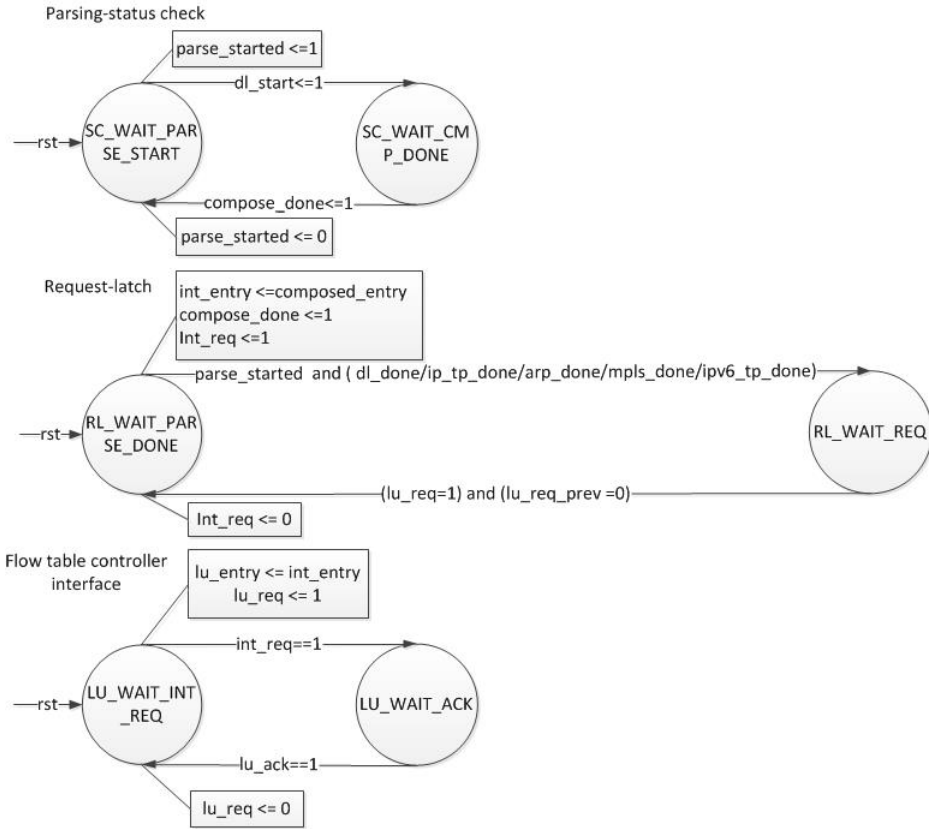 Parsing-status check
parse_started <=1
dl_start<=1
rst
SC_WAIT_PAR
SE_START
SC_WAIT_CM
P_DONE
compose_done<=1
parse_started <= 0
Request-latch
int_entry <=composed_entry
compose_done <=1
Int_req <=1
parse_started and ( dl_done/ip_tp_done/arp_done/mpls_done/ipv6_tp_done)
rst
RL_WAIT_PAR
SE_DONE
RL_WAIT_REQ
(lu_req=1) and (lu_req_prev =0)
Int_req <= 0
Flow table controller
interface
lu_entry <= int_entry
lu_req <= 1
int_req==1
rst
LU_WAIT_INT
_REQ
LU_WAIT_ACK
lu_ack==1
lu_req <= 0